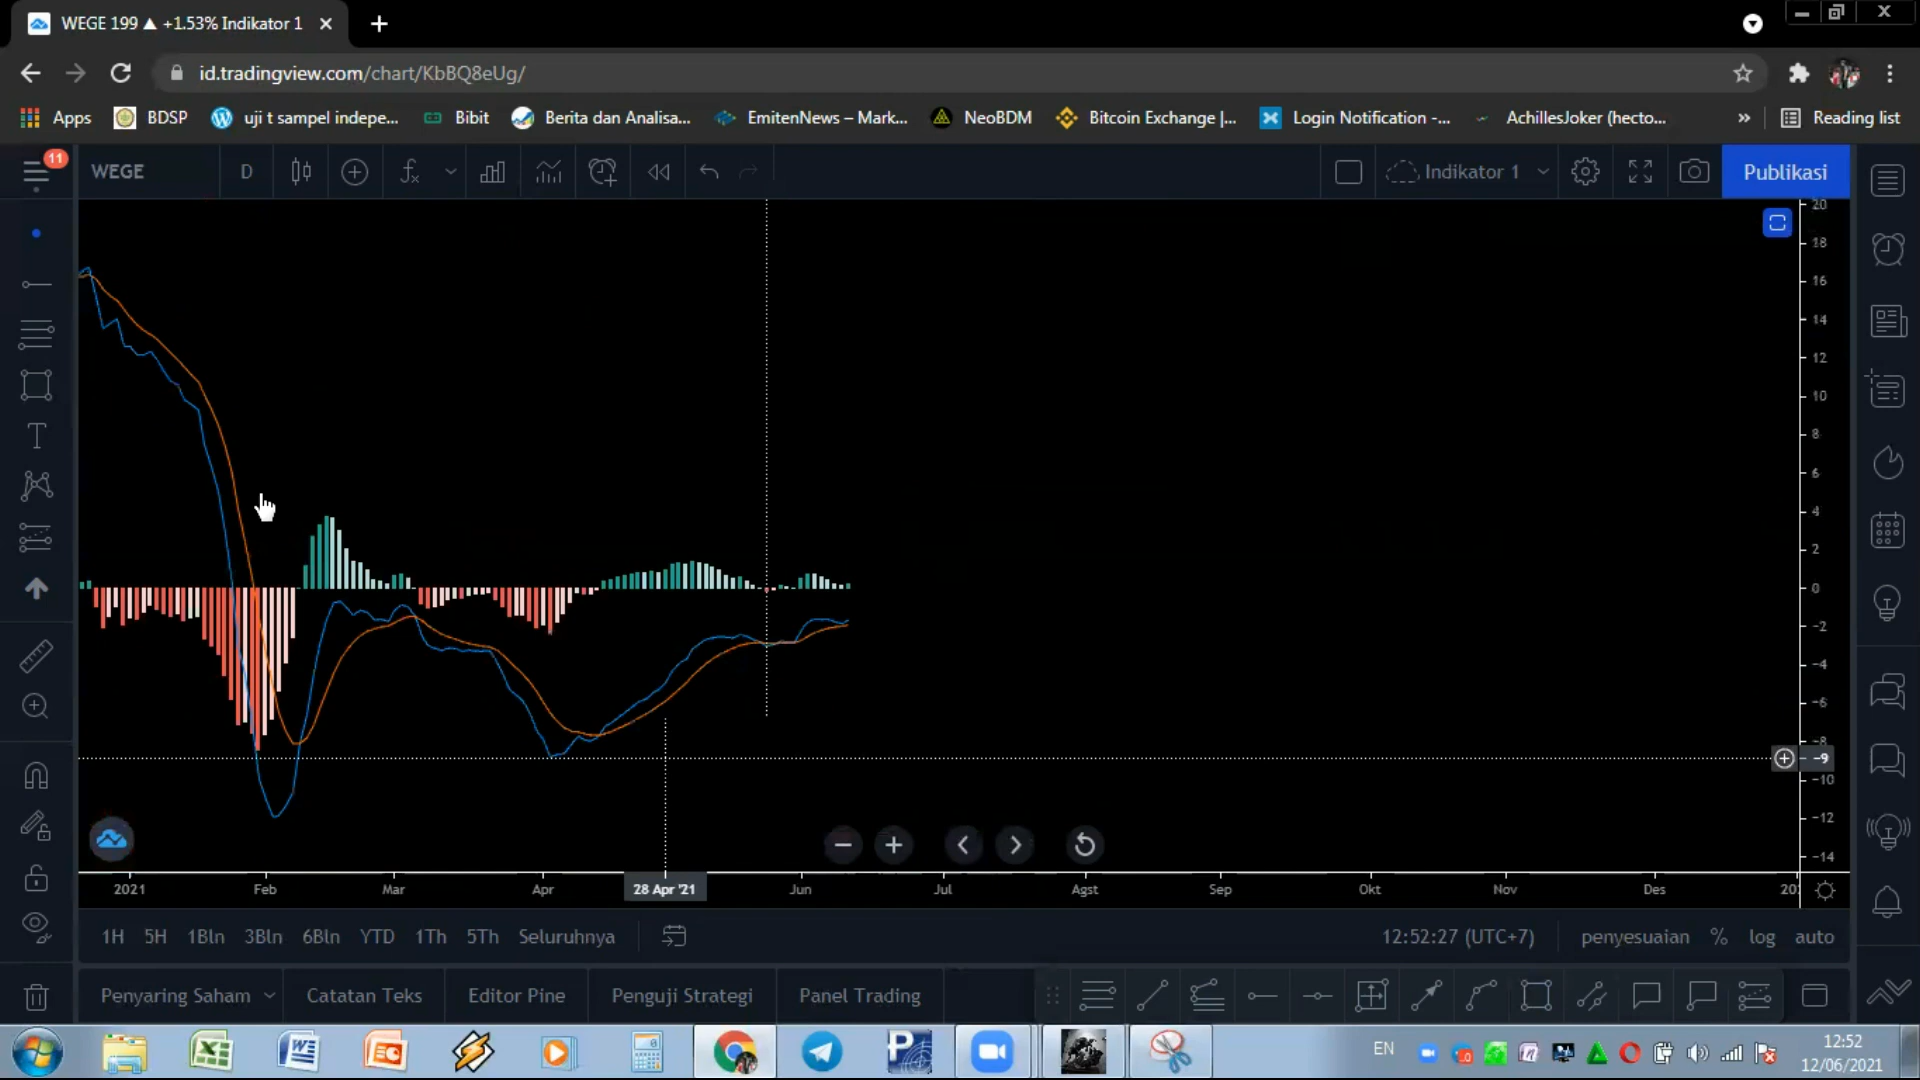 WEGE 199 ▲ +1.53% Indikator 1
id.tradingview.com/chart/KbBQ8eUg/
Apps BDSP uji t sampel indepe... Bibit Berita dan Analisa... EmitenNews – Mark... NeoBDM Bitcoin Exchange |... Login Notification -... AchillesJoker (hecto... » Reading list
11
WEGE D Indikator 1 Publikasi
20
18
16
14
12
10
8
6
4
2
0
−2
−4
−6
−8
−9
−10
−12
−14
2021 Feb Mar Apr 28 Apr '21 Jun Jul Agst Sep Okt Nov Des
1H 5H 1Bln 3Bln 6Bln YTD 1Th 5Th Seluruhnya 12:52:27 (UTC+7) penyesuaian % log auto
Penyaring Saham Catatan Teks Editor Pine Penguji Strategi Panel Trading
EN 12:52
12/06/2021